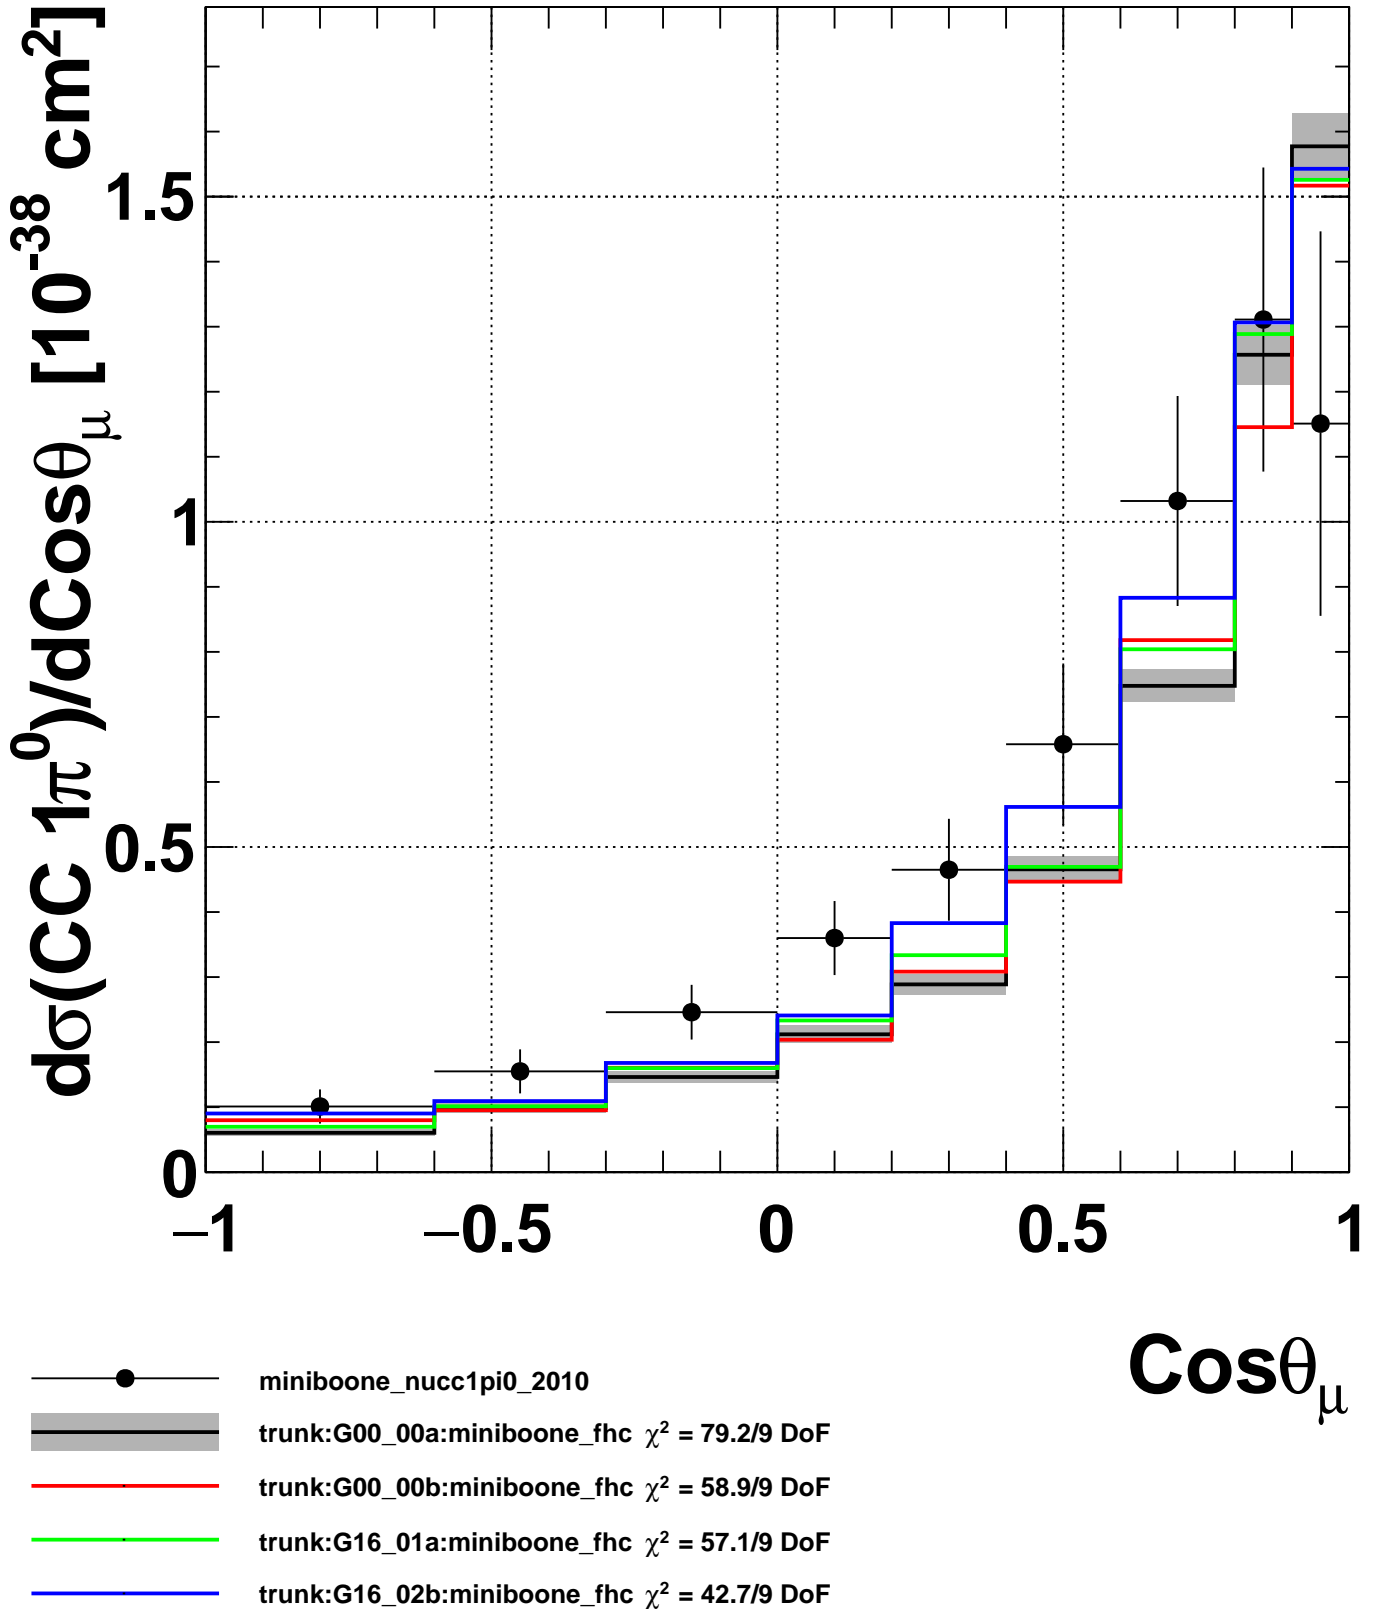 dσ(CC 1π⁰)/dCosθμ [10⁻³⁸ cm²]
1.5
1
0.5
0
−1 −0.5 0 0.5 1
Cosθμ
miniboone_nucc1pi0_2010
trunk:G00_00a:miniboone_fhc χ² = 79.2/9 DoF
trunk:G00_00b:miniboone_fhc χ² = 58.9/9 DoF
trunk:G16_01a:miniboone_fhc χ² = 57.1/9 DoF
trunk:G16_02b:miniboone_fhc χ² = 42.7/9 DoF